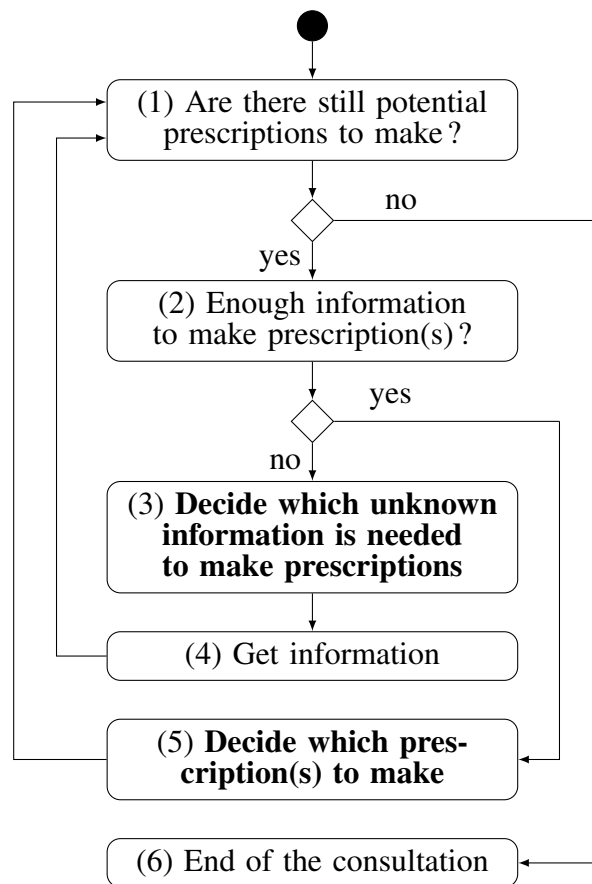 (1) Are there still potential
prescriptions to make ?
no
yes
(2) Enough information
to make prescription(s) ?
yes
no
(3) Decide which unknown
information is needed
to make prescriptions
(4) Get information
(5) Decide which pres-
cription(s) to make
(6) End of the consultation